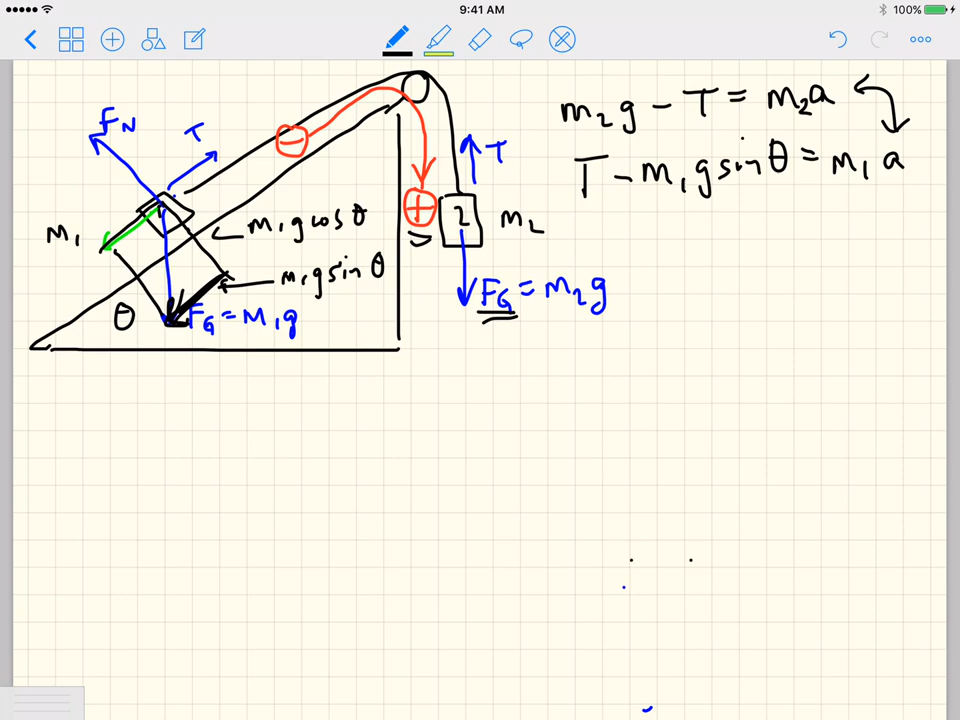 9:41 AM
100%
m₂g − T = m₂a
T − m₁g sin θ = m₁a
F_N
T
⊖
T
⊕
2
m₂
M₁
m₁g cos θ
m₁g sin θ
θ
F_G = M₁g
F_G = m₂g